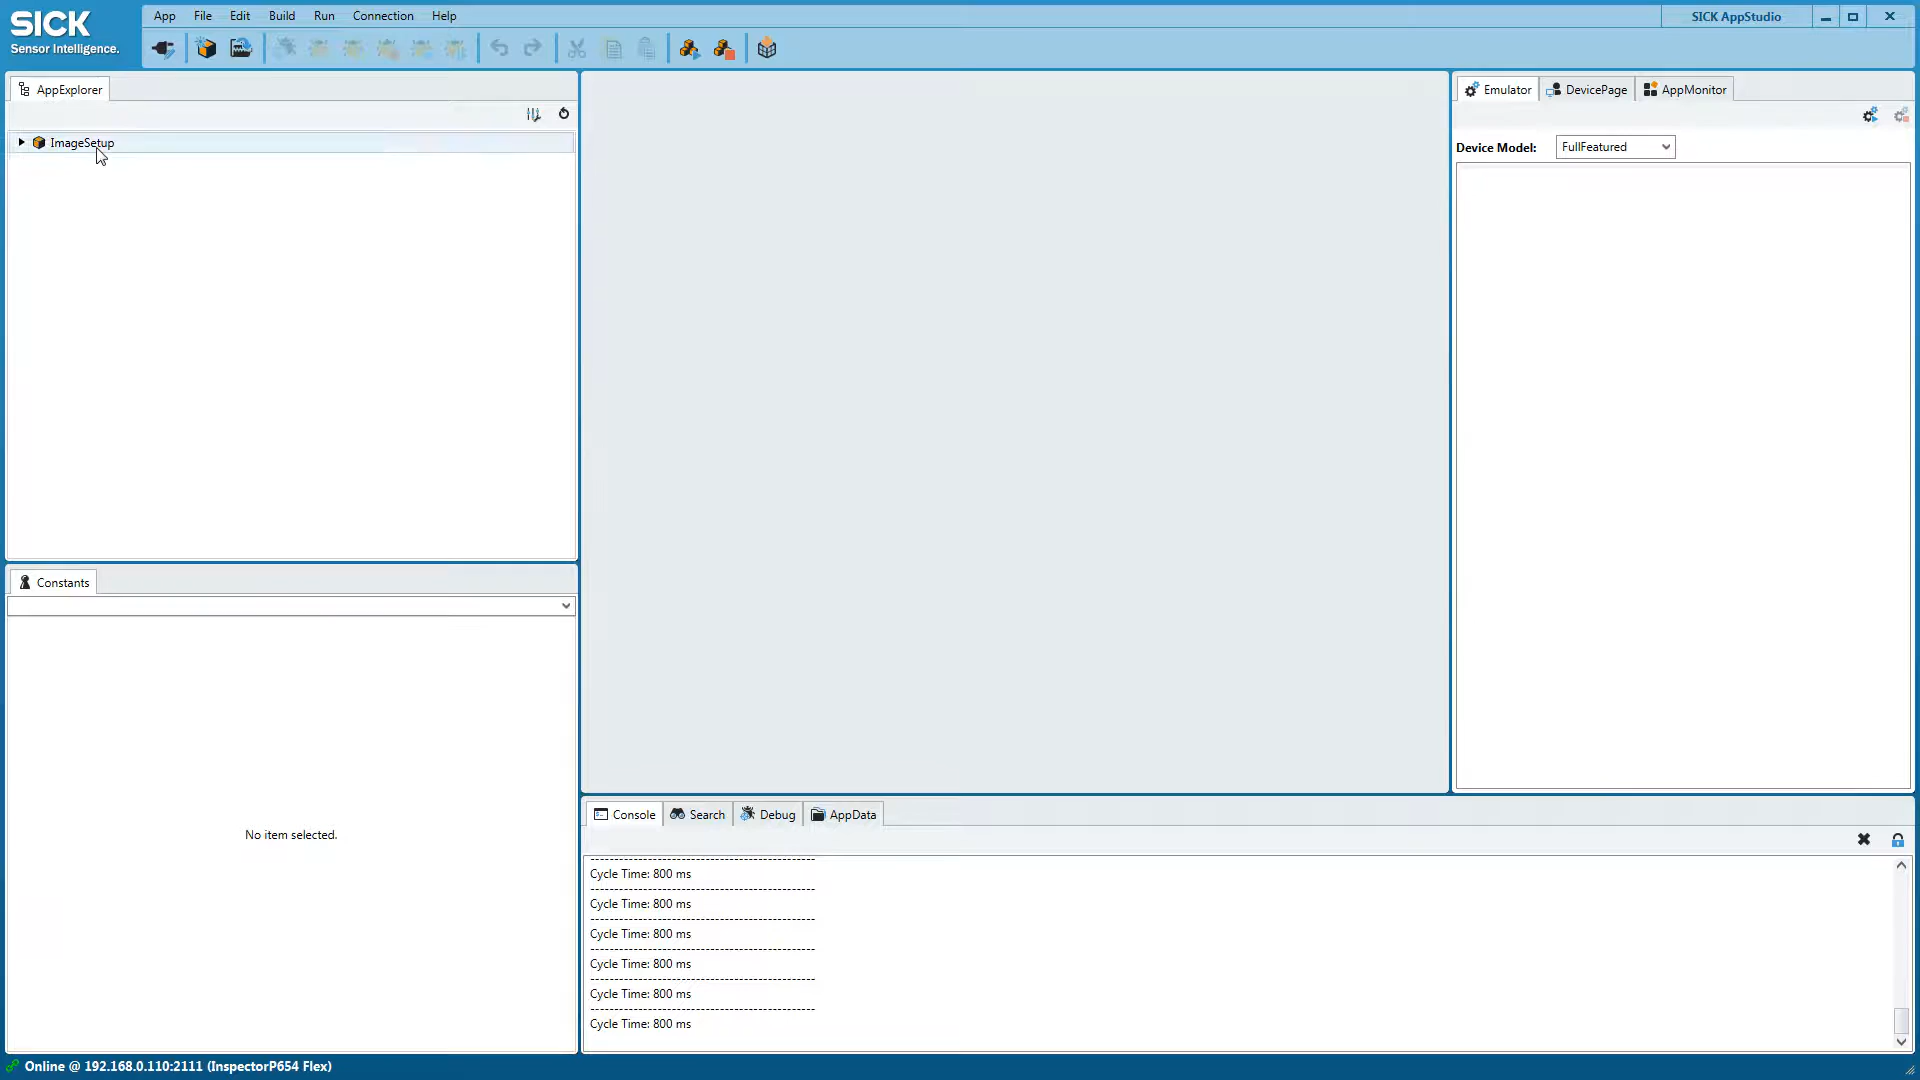 SICK
Sensor Intelligence.
App File Edit Build Run Connection Help
SICK AppStudio
AppExplorer
ImageSetup
Constants
No item selected.
Emulator DevicePage AppMonitor
Device Model: FullFeatured
Console Search Debug AppData
---------------------------------------------
Cycle Time: 800 ms
---------------------------------------------
Cycle Time: 800 ms
---------------------------------------------
Cycle Time: 800 ms
---------------------------------------------
Cycle Time: 800 ms
---------------------------------------------
Cycle Time: 800 ms
---------------------------------------------
Cycle Time: 800 ms
Online @ 192.168.0.110:2111 (InspectorP654 Flex)